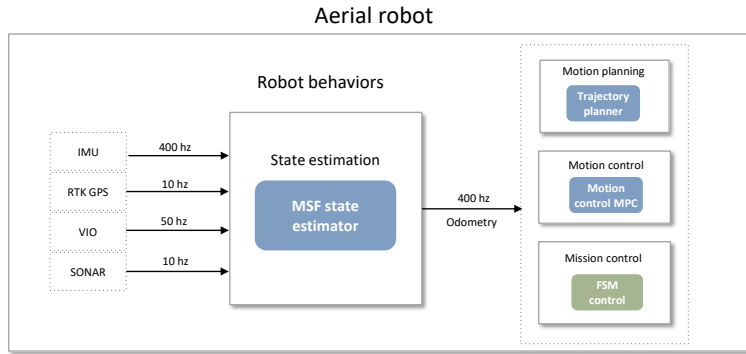 Aerial robot
Robot behaviors
IMU
400 hz
RTK GPS
10 hz
VIO
50 hz
SONAR
10 hz
State estimation
MSF state
estimator
400 hz
Odometry
Motion planning
Trajectory
planner
Motion control
Motion
control MPC
Mission control
FSM
control